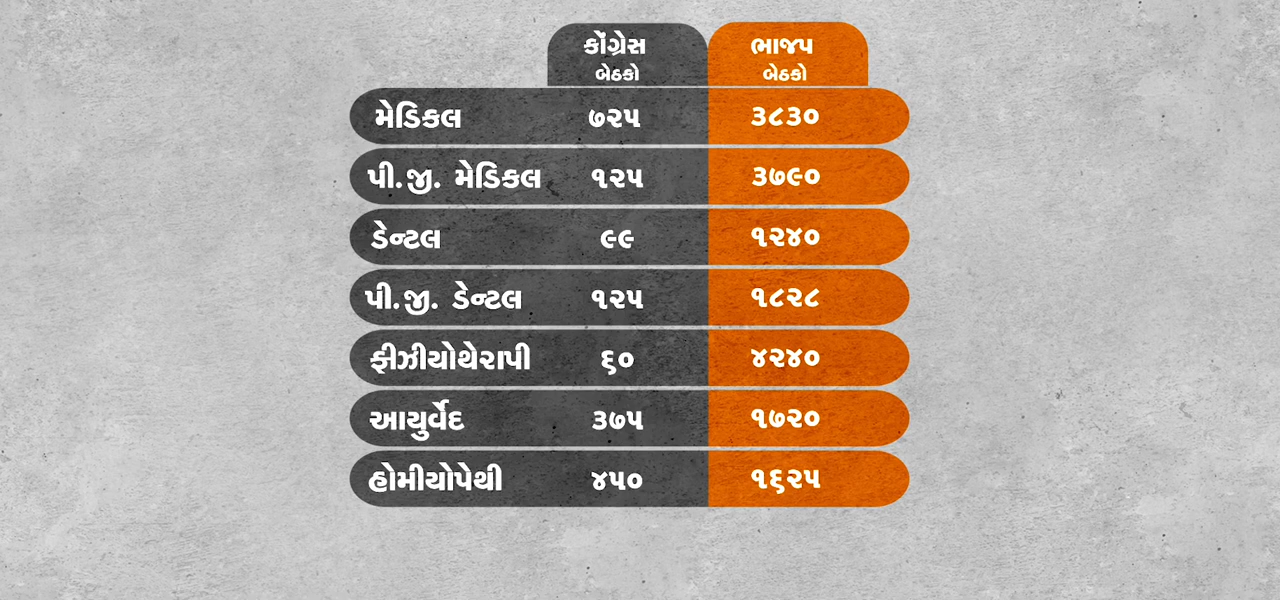 કોંગ્રેસ ભાજપ
બેઠકો બેઠકો
મેડિકલ ૭૨૫ ૩૮૩૦
પી.જી. મેડિકલ ૧૨૫ ૩૭૯૦
ડેન્ટલ ૯૯ ૧૨૪૦
પી.જી. ડેન્ટલ ૧૨૫ ૧૮૨૮
ફીઝીયોથેરાપી ૬૦ ૪૨૪૦
આયુર્વેદ ૩૭૫ ૧૭૨૦
હોમીયોપેથી ૪૫૦ ૧૬૨૫